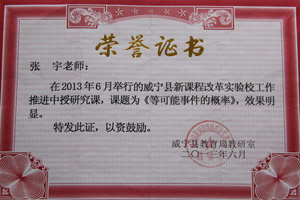 荣誉证书
张 宇老师：
在2013年6月举行的威宁县新课程改革实验校工作
推进中授研究课，课题为《等可能事件的概率》，效果明
显。
特发此证，以资鼓励。
威宁县教育局教研室
二〇一三年六月